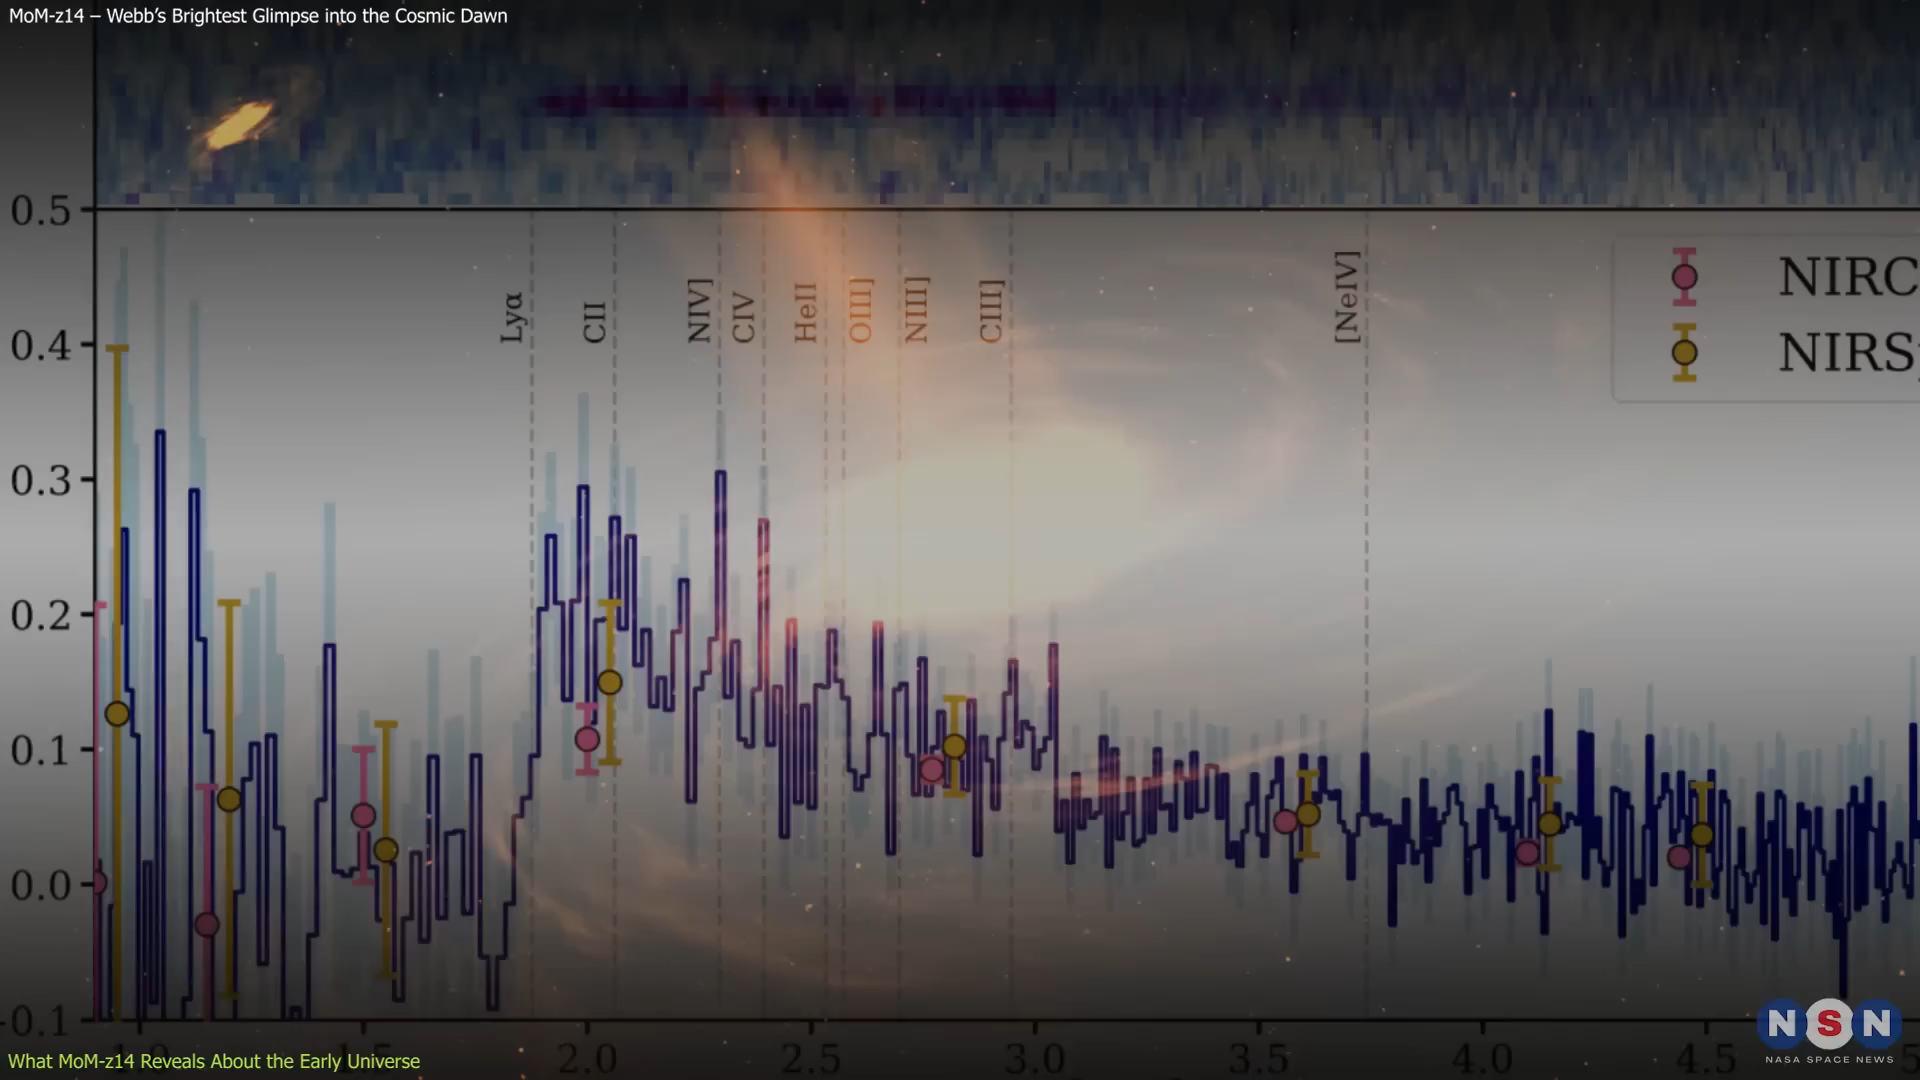 MoM-z14 – Webb's Brightest Glimpse into the Cosmic Dawn
0.5
Lyα
CII
NIV]
CIV
HeII
OIII]
NIII]
CIII]
[NeIV]
NIRC
NIRS
0.4
0.3
0.2
0.1
0.0
-0.1
2.0
2.5
3.0
3.5
4.0
4.5
What MoM-z14 Reveals About the Early Universe
NSN
NASA SPACE NEWS